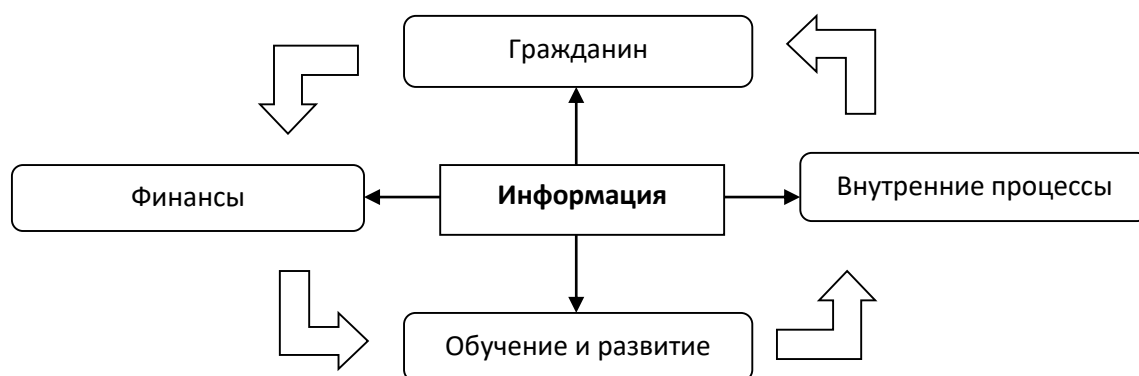 Гражданин
Финансы
Информация
Внутренние процессы
Обучение и развитие